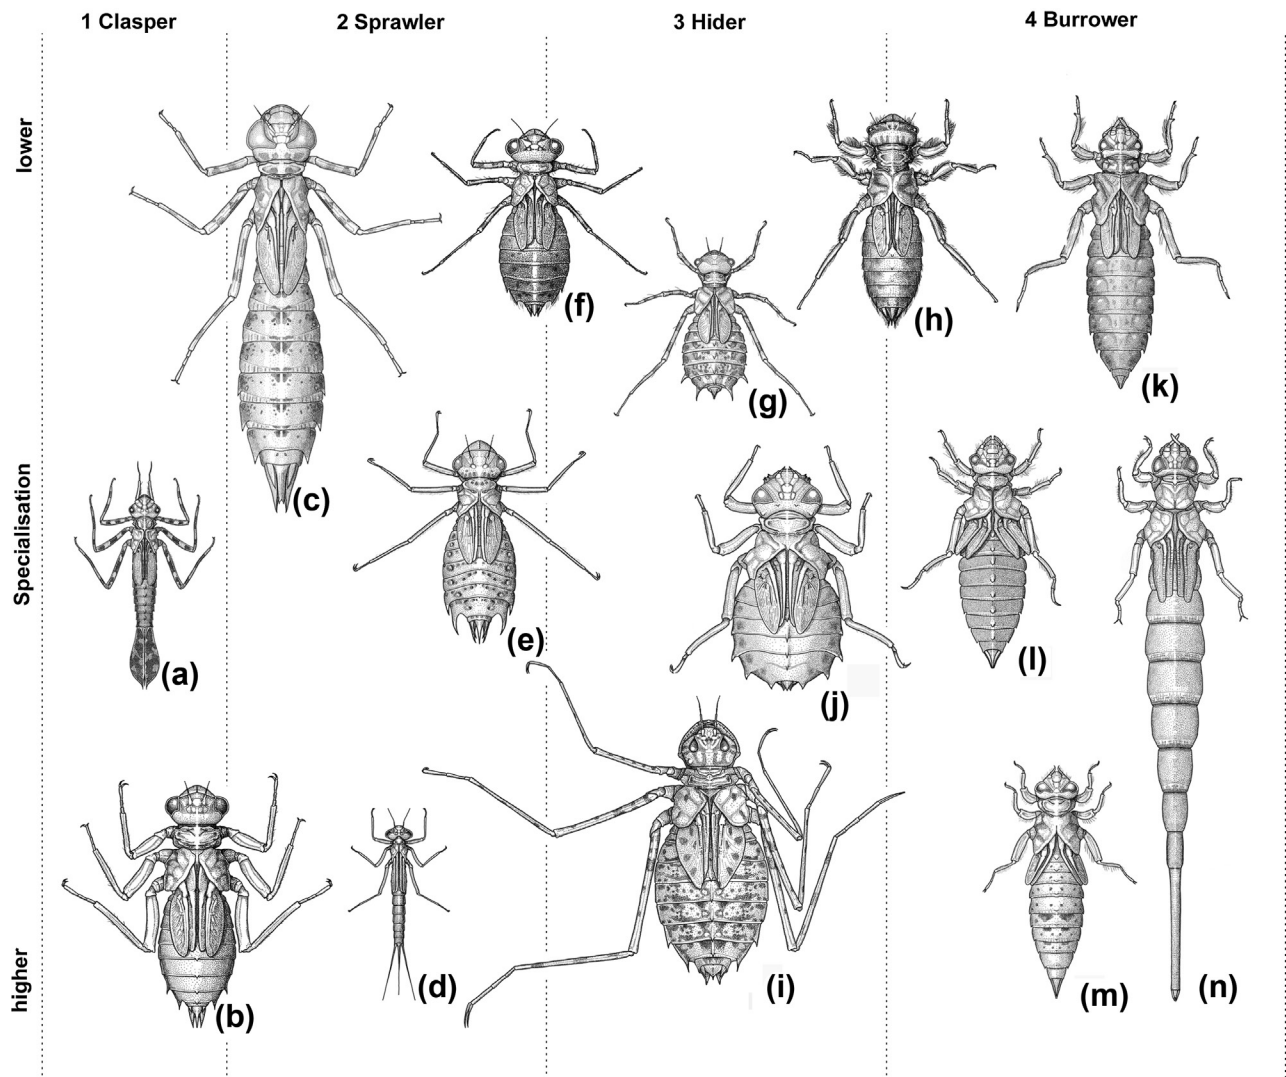 1 Clasper
2 Sprawler
3 Hider
4 Burrower
lower
Specialisation
higher
(a)
(b)
(c)
(d)
(e)
(f)
(g)
(h)
(i)
(j)
(k)
(l)
(m)
(n)